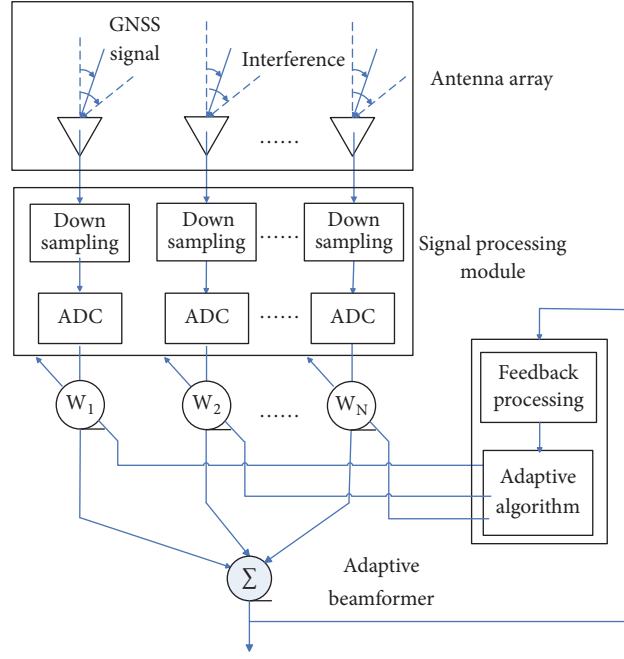 GNSS
signal
Interference
Antenna array
......
Down
sampling
Down
sampling
......
Down
sampling
Signal processing
module
ADC
ADC
......
ADC
W1
W2
......
WN
Feedback
processing
Adaptive
algorithm
Σ
Adaptive
beamformer